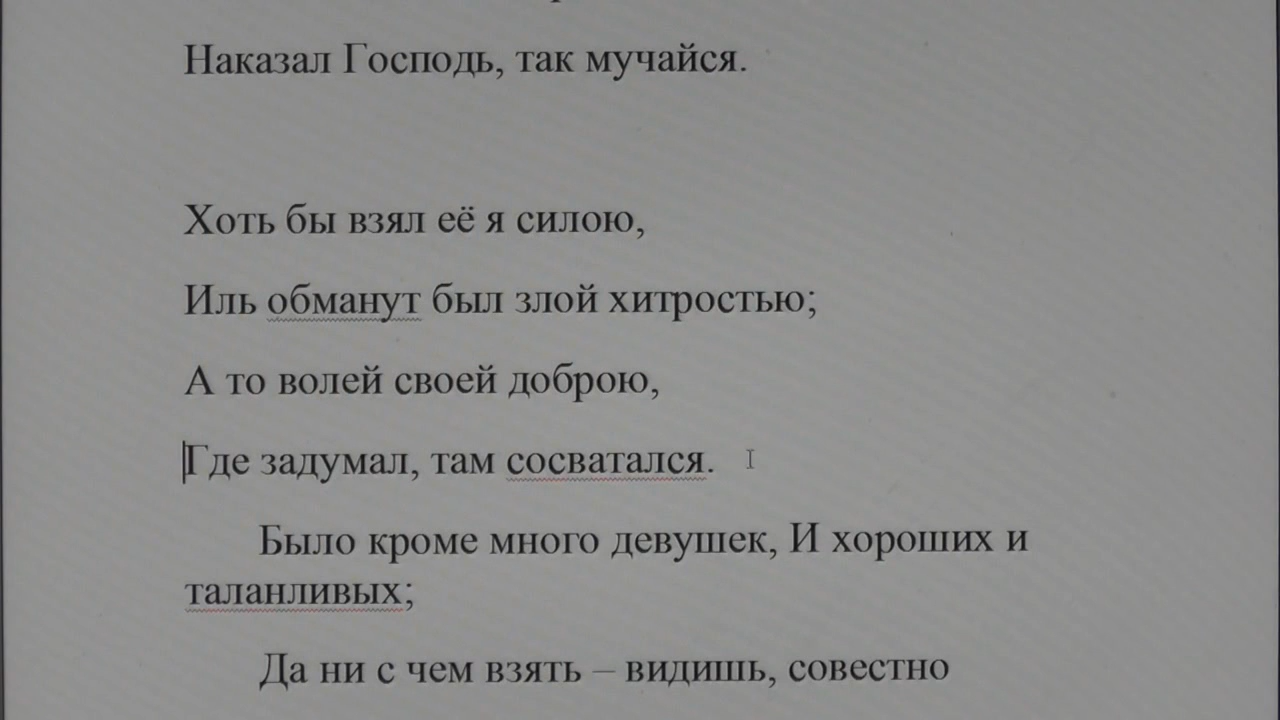 Наказал Господь, так мучайся.
Хоть бы взял её я силою,
Иль обманут был злой хитростью;
А то волей своей доброю,
Где задумал, там сосватался.
Было кроме много девушек, И хороших и
таланливых;
Да ни с чем взять – видишь, совестно